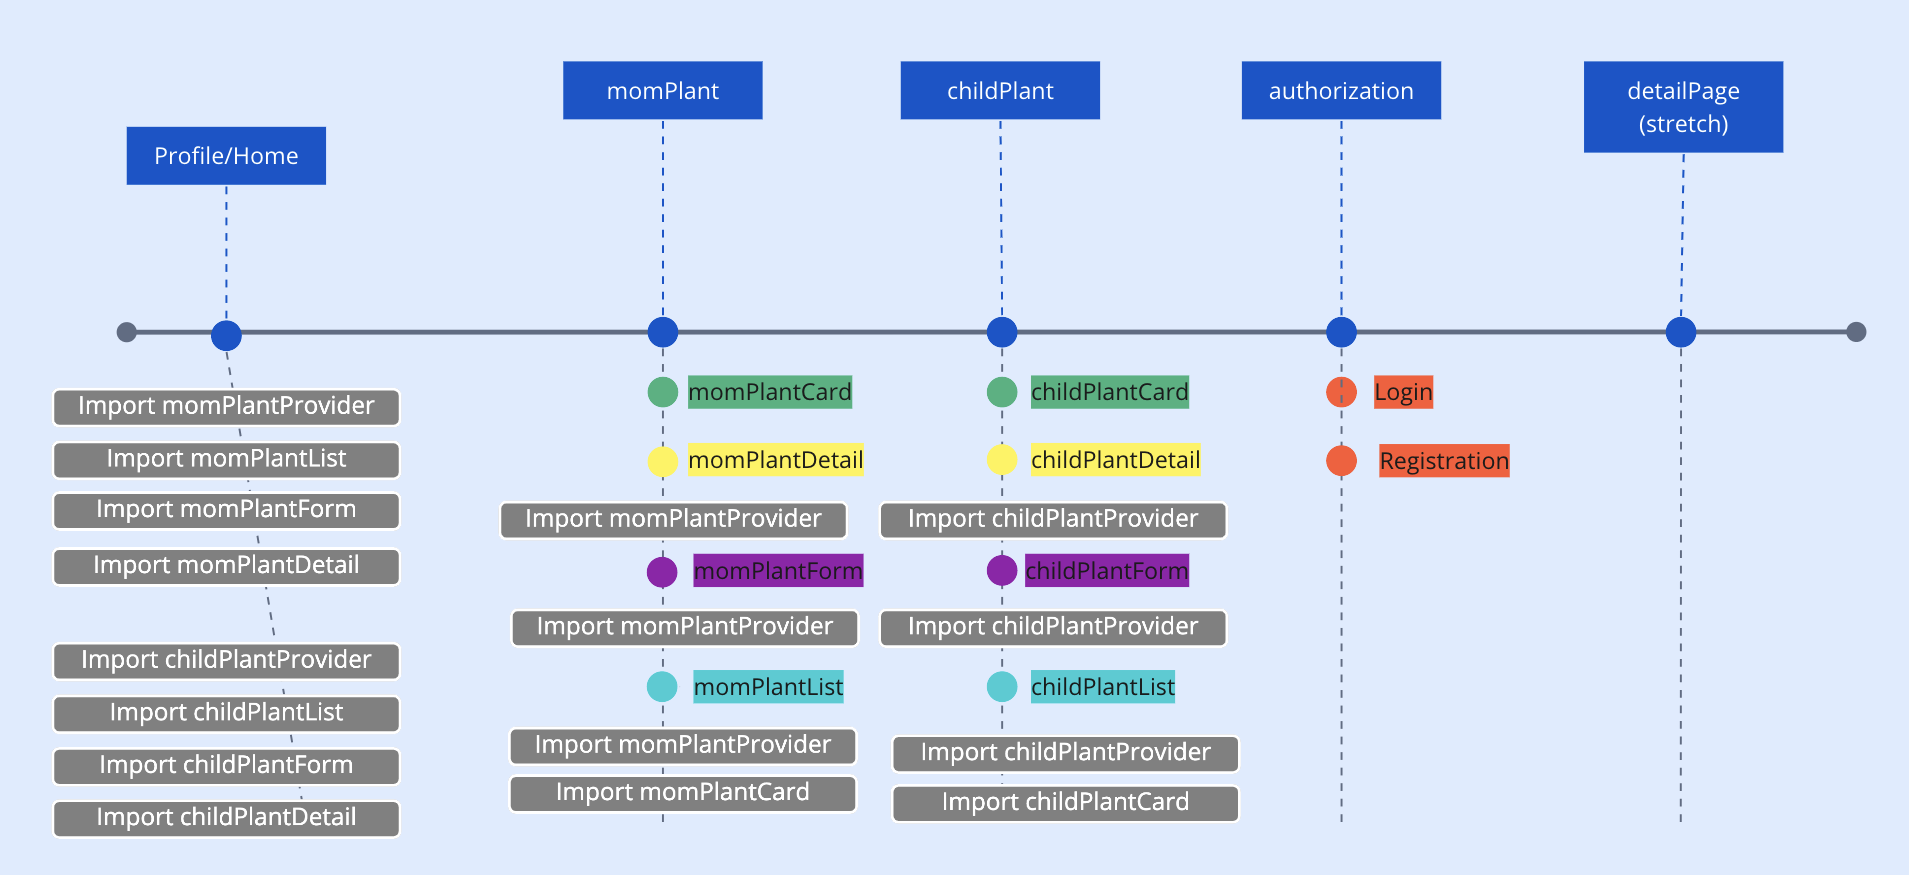 Profile/Home
Import momPlantProvider
Import momPlantList
Import momPlantForm
Import momPlantDetail
Import childPlantProvider
Import childPlantList
Import childPlantForm
Import childPlantDetail
momPlant
momPlantCard
momPlantDetail
Import momPlantProvider
momPlantForm
Import momPlantProvider
momPlantList
Import momPlantProvider
Import momPlantCard
childPlant
childPlantCard
childPlantDetail
Import childPlantProvider
childPlantForm
Import childPlantProvider
childPlantList
Import childPlantProvider
Import childPlantCard
authorization
Login
Registration
detailPage
(stretch)